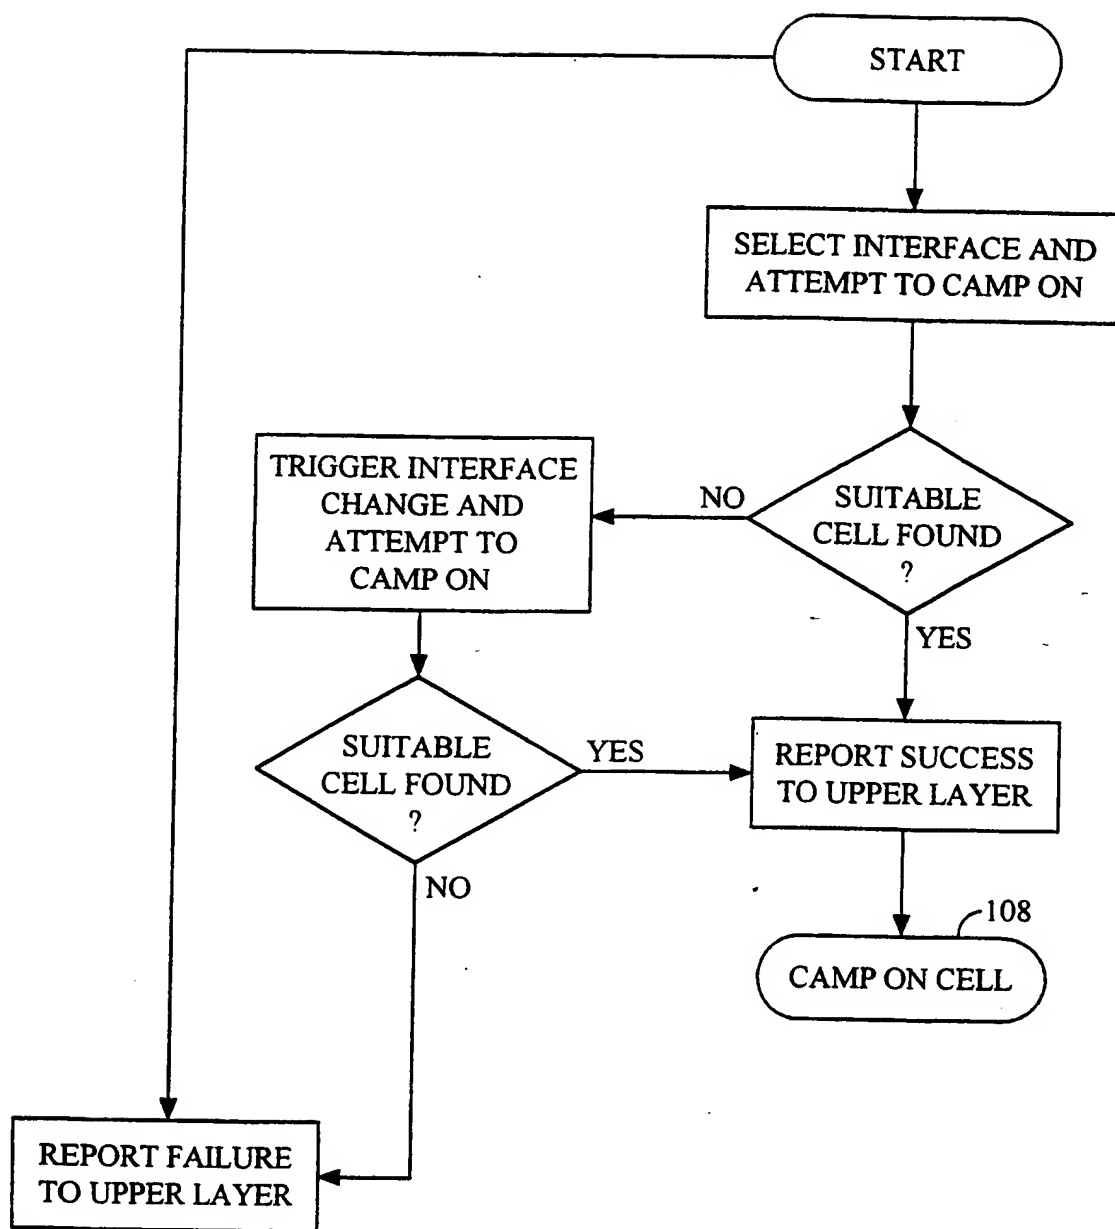 START
SELECT INTERFACE AND
ATTEMPT TO CAMP ON
SUITABLE
CELL FOUND
?
NO
YES
TRIGGER INTERFACE
CHANGE AND
ATTEMPT TO
CAMP ON
SUITABLE
CELL FOUND
?
YES
NO
REPORT SUCCESS
TO UPPER LAYER
108
CAMP ON CELL
REPORT FAILURE
TO UPPER LAYER